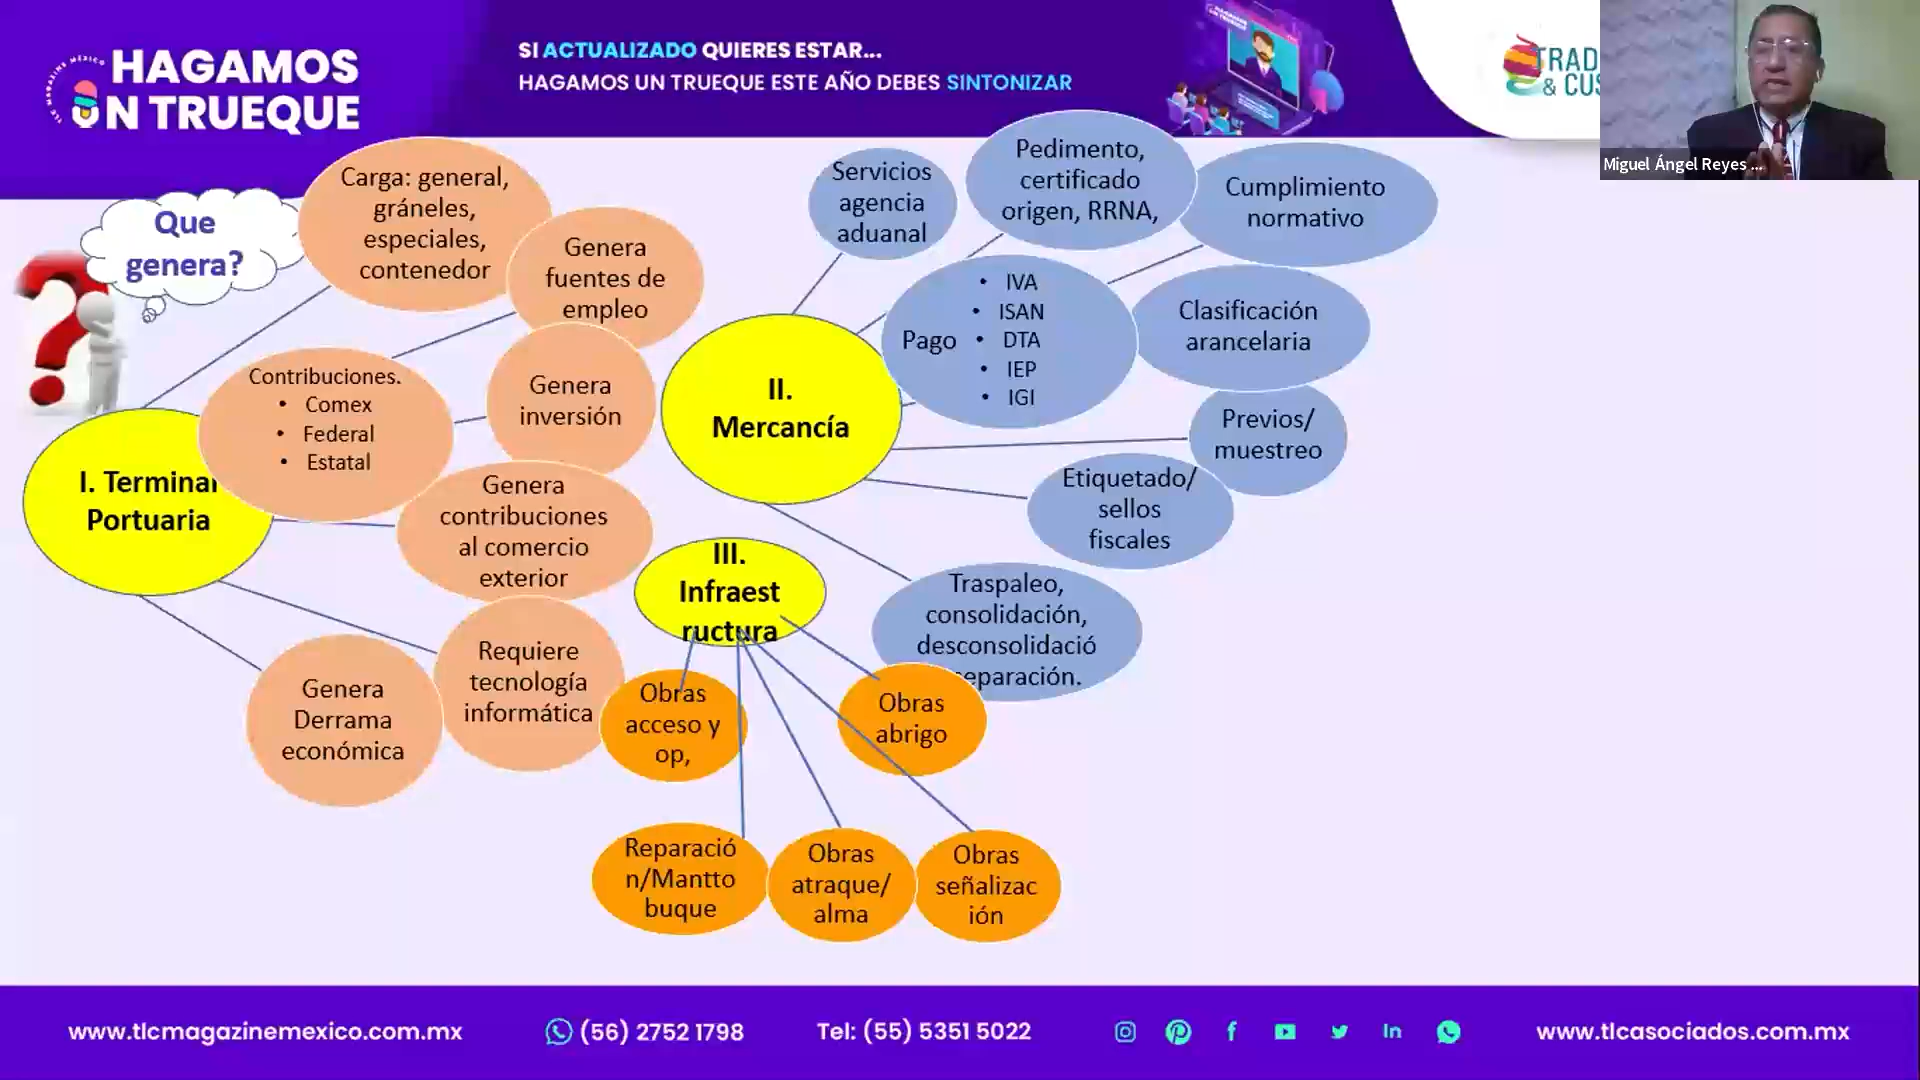 TLC MAGAZINE MÉXICO
HAGAMOS
UN TRUEQUE
SI ACTUALIZADO QUIERES ESTAR...
HAGAMOS UN TRUEQUE ESTE AÑO DEBES SINTONIZAR
TRAD
& CUS
Miguel Ángel Reyes ...
Que
genera?
Carga: general,
gráneles,
especiales,
contenedor
Genera
fuentes de
empleo
Contribuciones.
• Comex
• Federal
• Estatal
Genera
inversión
I. Terminal
Portuaria
Genera
contribuciones
al comercio
exterior
Requiere
tecnología
informática
Genera
Derrama
económica
Servicios
agencia
aduanal
Pedimento,
certificado
origen, RRNA,
Cumplimiento
normativo
Pago
• IVA
• ISAN
• DTA
• IEP
• IGI
Clasificación
arancelaria
II.
Mercancía
Previos/
muestreo
Etiquetado/
sellos
fiscales
Traspaleo,
consolidación,
desconsolidació
eparación.
III.
Infraest
ructura
Obras
acceso y
op,
Obras
abrigo
Reparació
n/Mantto
buque
Obras
atraque/
alma
Obras
señalizac
ión
www.tlcmagazinemexico.com.mx
(56) 2752 1798
Tel: (55) 5351 5022
www.tlcasociados.com.mx